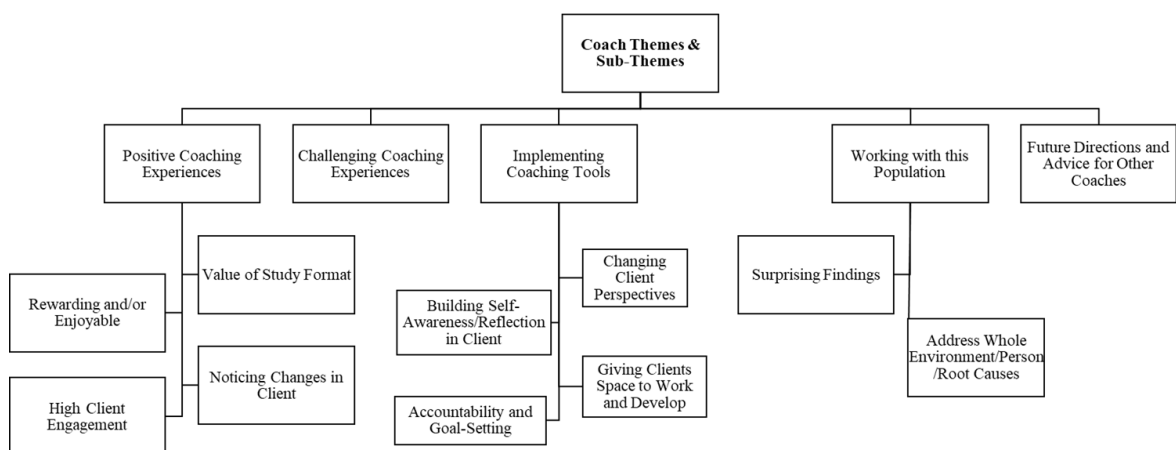 Coach Themes &
Sub-Themes
Positive Coaching
Experiences
Challenging Coaching
Experiences
Implementing
Coaching Tools
Working with this
Population
Future Directions and
Advice for Other
Coaches
Value of Study Format
Rewarding and/or
Enjoyable
Noticing Changes in
Client
High Client
Engagement
Changing
Client
Perspectives
Building Self-
Awareness/Reflection
in Client
Giving Clients
Space to Work
and Develop
Accountability and
Goal-Setting
Surprising Findings
Address Whole
Environment/Person
/Root Causes